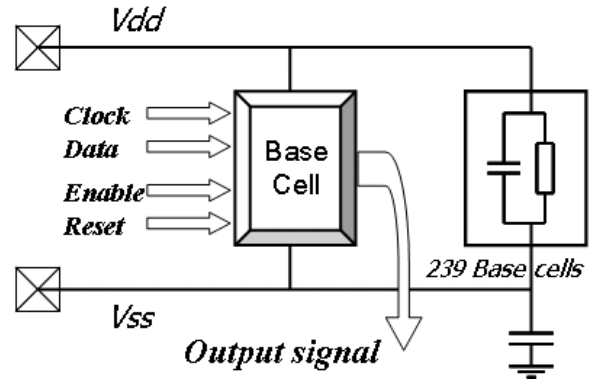 Vdd
Clock
Data
Enable
Reset
Base
Cell
239 Base cells
Vss
Output signal